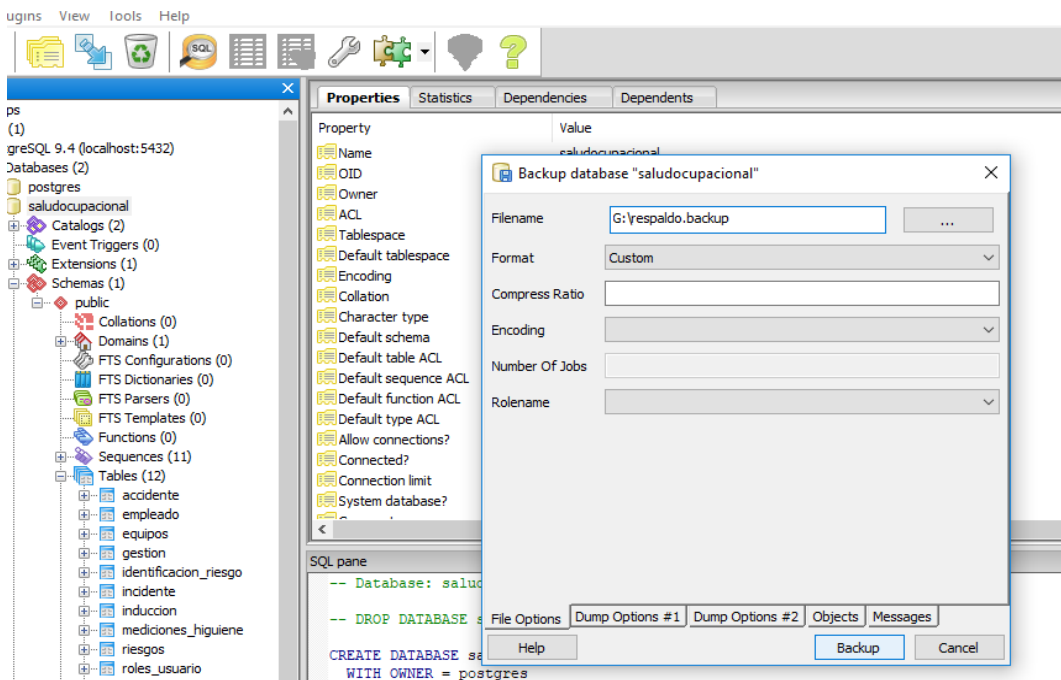 ugins View Tools Help
SQL
ps
(1)
greSQL 9.4 (localhost:5432)
Databases (2)
postgres
saludocupacional
Catalogs (2)
Event Triggers (0)
Extensions (1)
Schemas (1)
public
Collations (0)
Domains (1)
FTS Configurations (0)
FTS Dictionaries (0)
FTS Parsers (0)
FTS Templates (0)
Functions (0)
Sequences (11)
Tables (12)
accidente
empleado
equipos
gestion
identificacion_riesgo
incidente
induccion
mediciones_higuiene
riesgos
roles_usuario
Properties Statistics Dependencies Dependents
Property Value
Name saludocupacional
OID
Owner
ACL
Tablespace
Default tablespace
Encoding
Collation
Character type
Default schema
Default table ACL
Default sequence ACL
Default function ACL
Default type ACL
Allow connections?
Connected?
Connection limit
System database?
SQL pane
-- Database: saluc
-- DROP DATABASE s
CREATE DATABASE sa
WITH OWNER = postgres
Backup database "saludocupacional"
Filename G:\respaldo.backup ...
Format Custom
Compress Ratio
Encoding
Number Of Jobs
Rolename
File Options Dump Options #1 Dump Options #2 Objects Messages
Help Backup Cancel